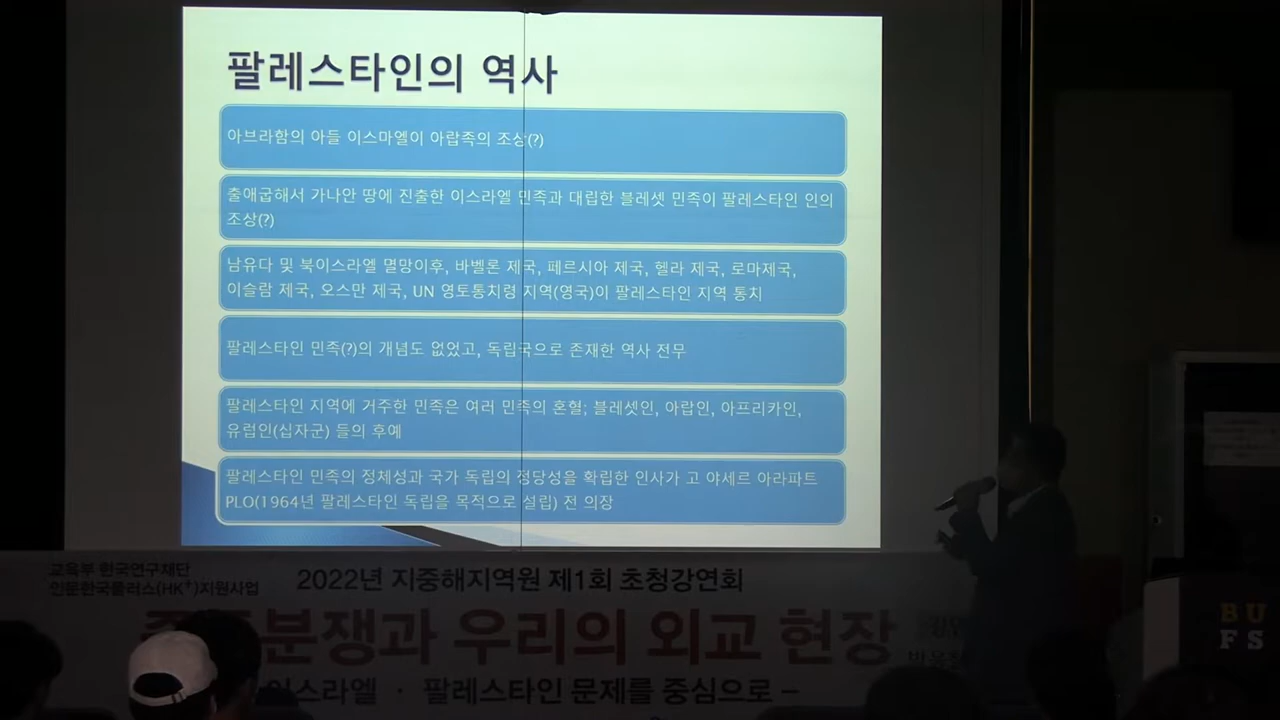 팔레스타인의 역사
아브라함의 아들 이스마엘이 아랍족의 조상(?)
출애굽해서 가나안 땅에 진출한 이스라엘 민족과 대립한 블레셋 민족이 팔레스타인 인의
조상(?)
남유다 및 북이스라엘 멸망이후, 바벨론 제국, 페르시아 제국, 헬라 제국, 로마제국,
이슬람 제국, 오스만 제국, UN 영토통치령 지역(영국)이 팔레스타인 지역 통치
팔레스타인 민족(?)의 개념도 없었고, 독립국으로 존재한 역사 전무
팔레스타인 지역에 거주한 민족은 여러 민족의 혼혈; 블레셋인, 아랍인, 아프리카인,
유럽인(십자군) 들의 후예
팔레스타인 민족의 정체성과 국가 독립의 정당성을 확립한 인사가 고 야세르 아라파트
PLO(1964년 팔레스타인 독립을 목적으로 설립) 전 의장
교육부 한국연구재단
인문한국플러스(HK+)지원사업
2022년 지중해지역원 제1회 초청강연회
분쟁과 우리의 외교 현장
이스라엘 · 팔레스타인 문제를 중심으로 –
BU
FS